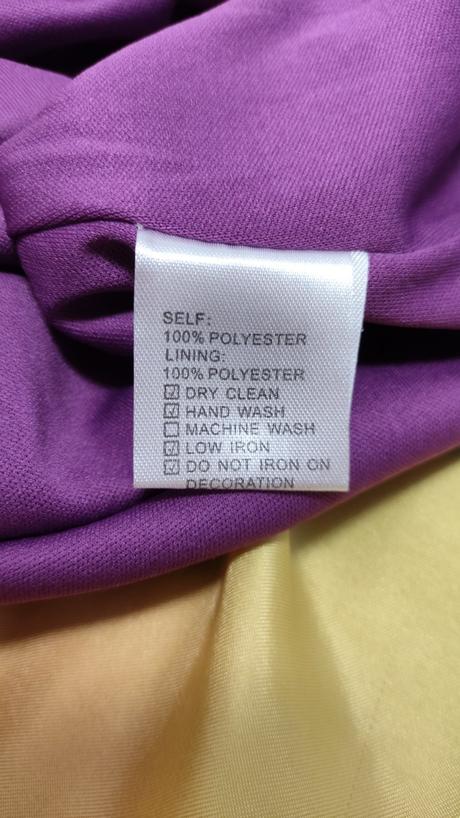 SELF:
100% POLYESTER
LINING:
100% POLYESTER
☑ DRY CLEAN
☑ HAND WASH
☐ MACHINE WASH
☑ LOW IRON
☑ DO NOT IRON ON
DECORATION